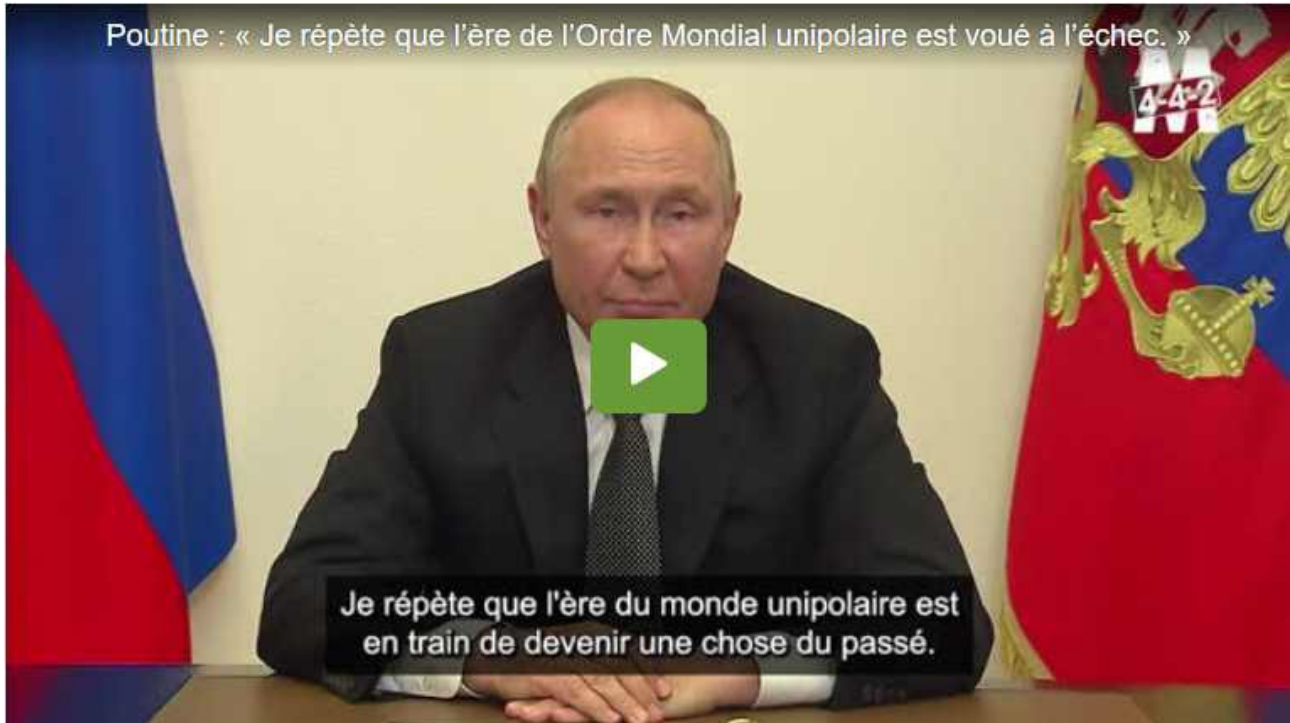 Poutine : « Je répète que l'ère de l'Ordre Mondial unipolaire est voué à l'échec. »
M
4-4-2
Je répète que l'ère du monde unipolaire est
en train de devenir une chose du passé.